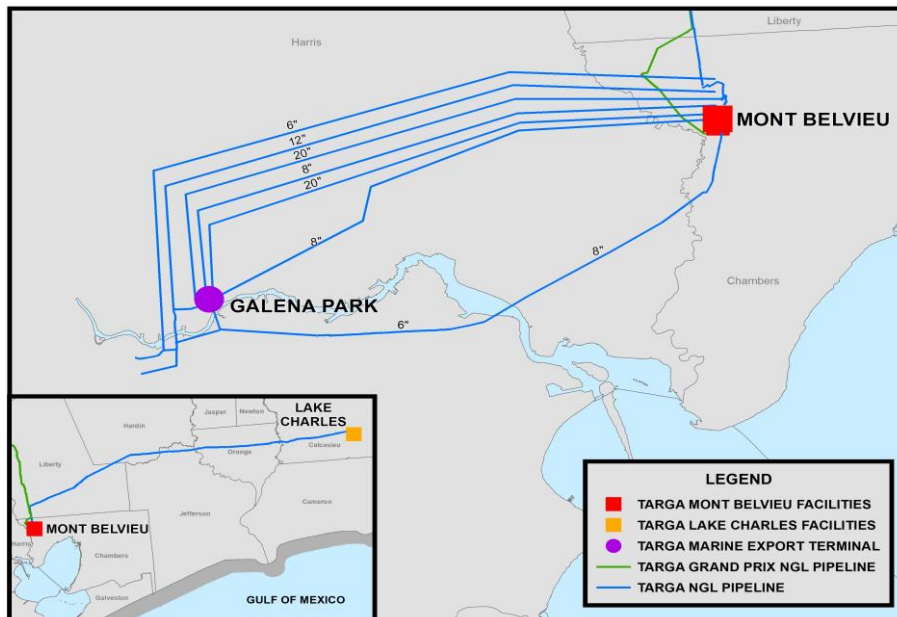 Liberty
Harris
MONT BELVIEU
6"
12"
20"
8"
20"
8"
8"
GALENA PARK
6"
Chambers
LAKE
CHARLES
Jasper
Newton
Hardin
Orange
Calcasieu
Liberty
Jefferson
Cameron
MONT BELVIEU
Harris
Chambers
Galveston
GULF OF MEXICO
LEGEND
TARGA MONT BELVIEU FACILITIES
TARGA LAKE CHARLES FACILITIES
TARGA MARINE EXPORT TERMINAL
TARGA GRAND PRIX NGL PIPELINE
TARGA NGL PIPELINE